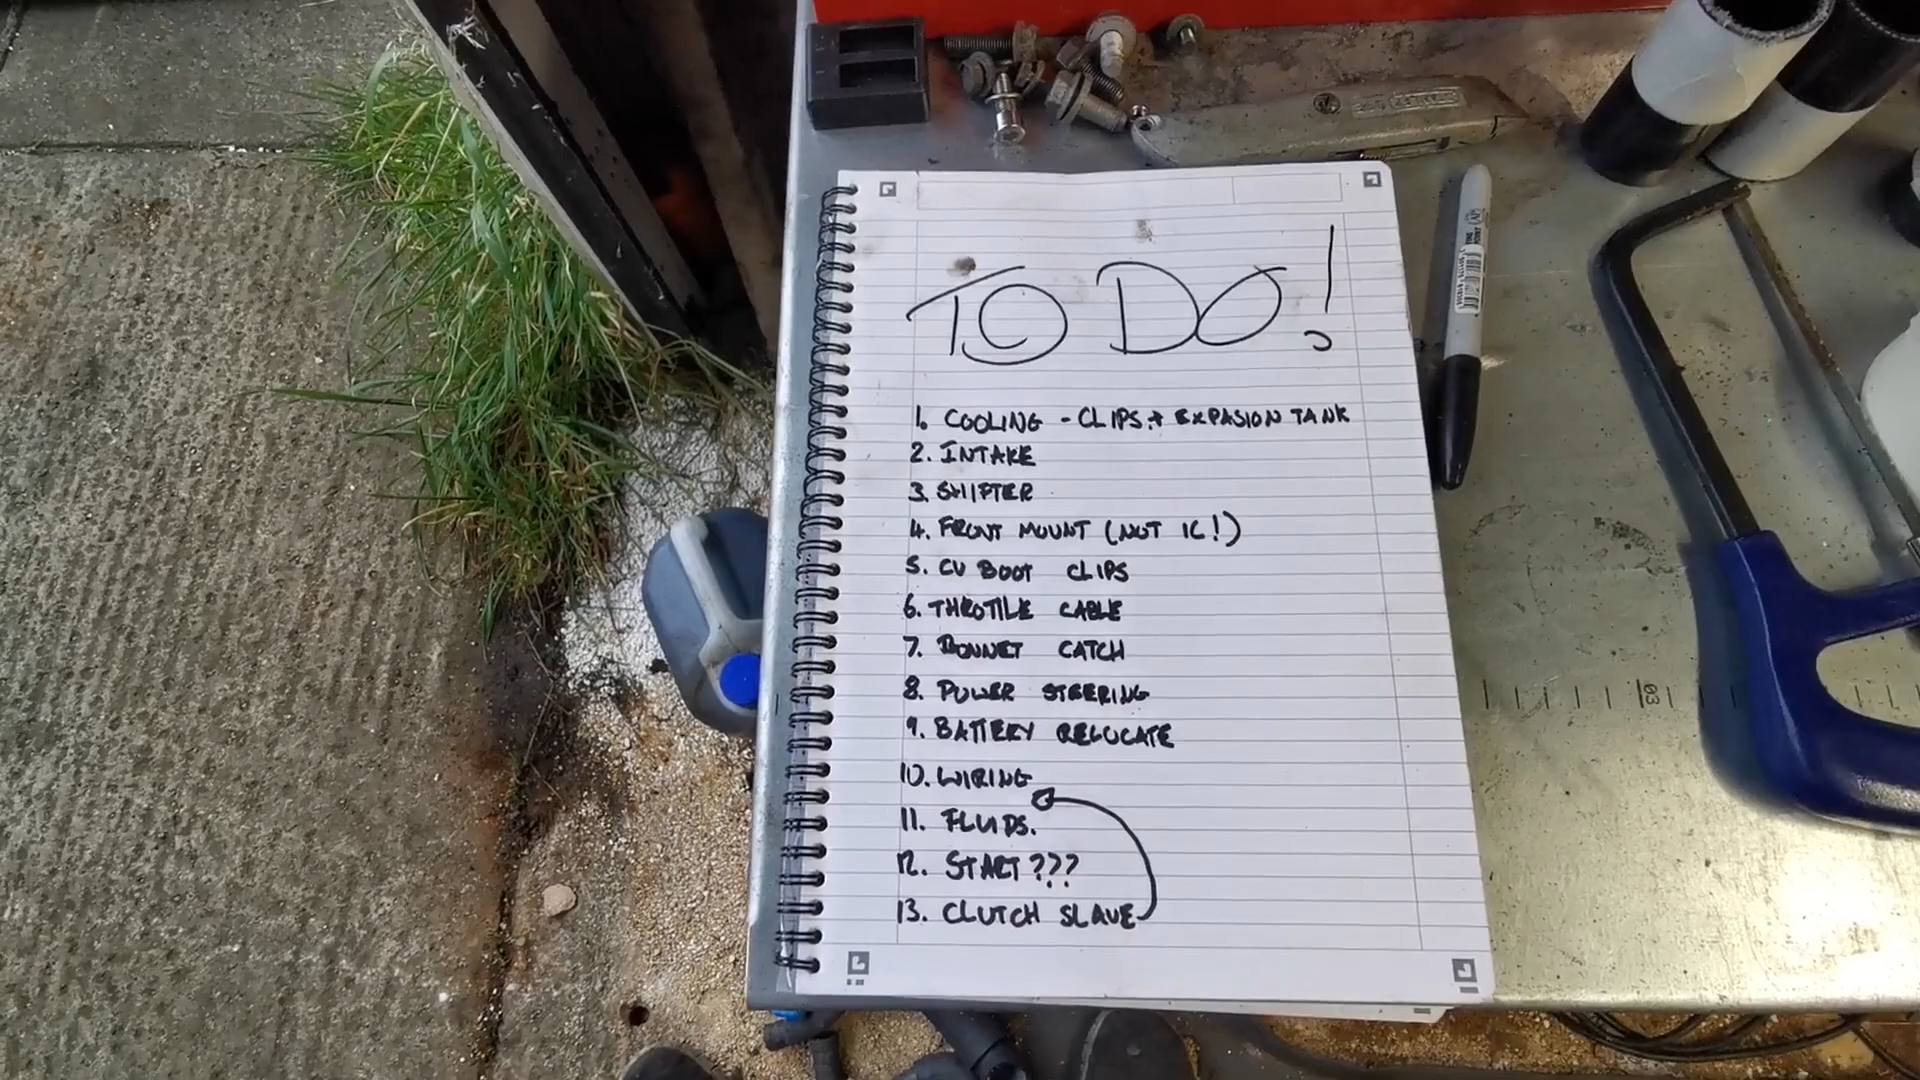 TO DO!
1. COOLING - CLIPS + EXPASION TANK
2. INTAKE
3. SHIFTER
4. FRONT MOUNT (NOT IC!)
5. CV BOOT CLIPS
6. THROTTLE CABLE
7. BONNET CATCH
8. POWER STEERING
9. BATTERY RELOCATE
10. WIRING
11. FLUIDS.
12. START???
13. CLUTCH SLAVE